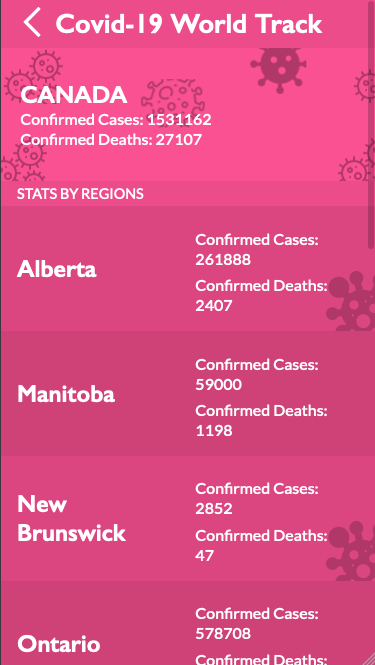 Covid-19 World Track
CANADA
Confirmed Cases: 1531162
Confirmed Deaths: 27107
STATS BY REGIONS
Alberta
Confirmed Cases:
261888
Confirmed Deaths:
2407
Manitoba
Confirmed Cases:
59000
Confirmed Deaths:
1198
New
Brunswick
Confirmed Cases:
2852
Confirmed Deaths:
47
Ontario
Confirmed Cases:
578708
Confirmed Deaths: